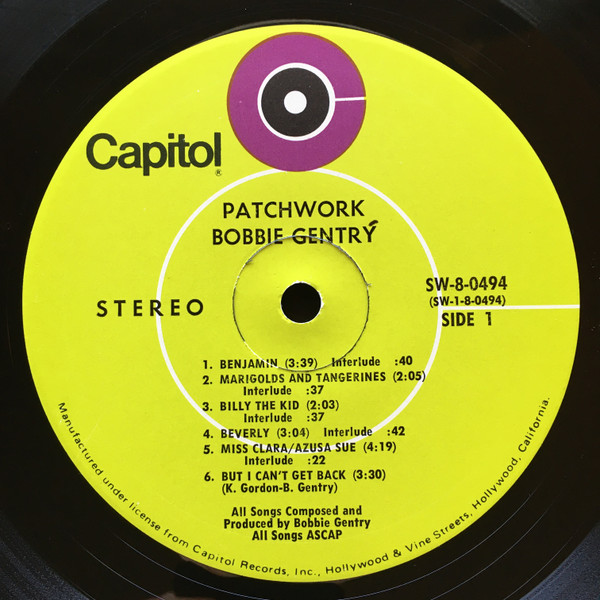 Capitol
®
PATCHWORK
BOBBIE GENTRY
STEREO
SW-8-0494
(SW-1-8-0494)
SIDE 1
1. BENJAMIN (3:39) Interlude :40
2. MARIGOLDS AND TANGERINES (2:05)
Interlude :37
3. BILLY THE KID (2:03)
Interlude :37
4. BEVERLY (3:04) Interlude :42
5. MISS CLARA/AZUSA SUE (4:19)
Interlude :22
6. BUT I CAN'T GET BACK (3:30)
(K. Gordon-B. Gentry)
All Songs Composed and
Produced by Bobbie Gentry
All Songs ASCAP
Manufactured under license from Capitol Records, Inc., Hollywood & Vine Streets, Hollywood, California.